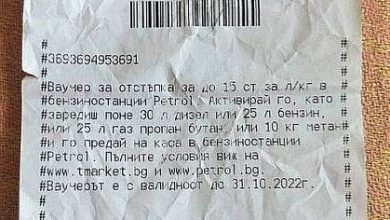 #3693694953691 #
#Ваучер за отстъпка за до 15 ст за л/кг в #
#бензиностанции Petrol. Активирай го, като #
#заредиш поне 30 л дизел или 25 л бензин, #
#или 25 л газ пропан бутан, или 10 кг метан#
#и го предай на каса в бензиностанции #
#Petrol. Пълните условия виж на #
#www.tmarket.bg и www.petrol.bg. #
#Ваучерът е с валидност до 31.10.2022г. #